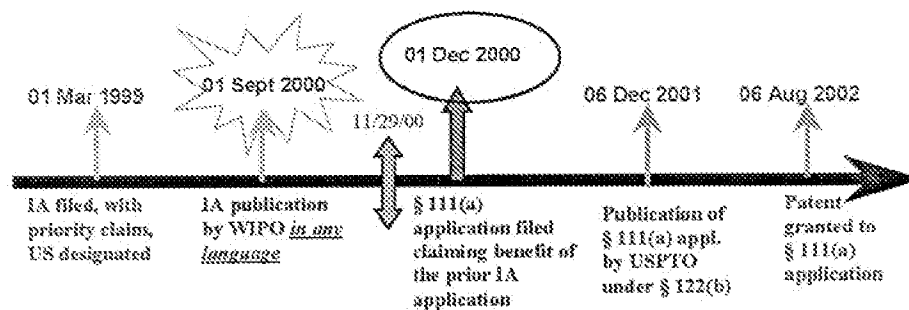 01 Dec 2000
01 Mar 1999
01 Sept 2000
06 Dec 2001
06 Aug 2002
11/29/00
IA filed, with
priority claims,
US designated
IA publication
by WIPO in any
language
§ 111(a)
application filed
claiming benefit of
the prior IA
application
Publication of
§ 111(a) appl.
by USPTO
under § 122(b)
Patent
granted to
§ 111(a)
application